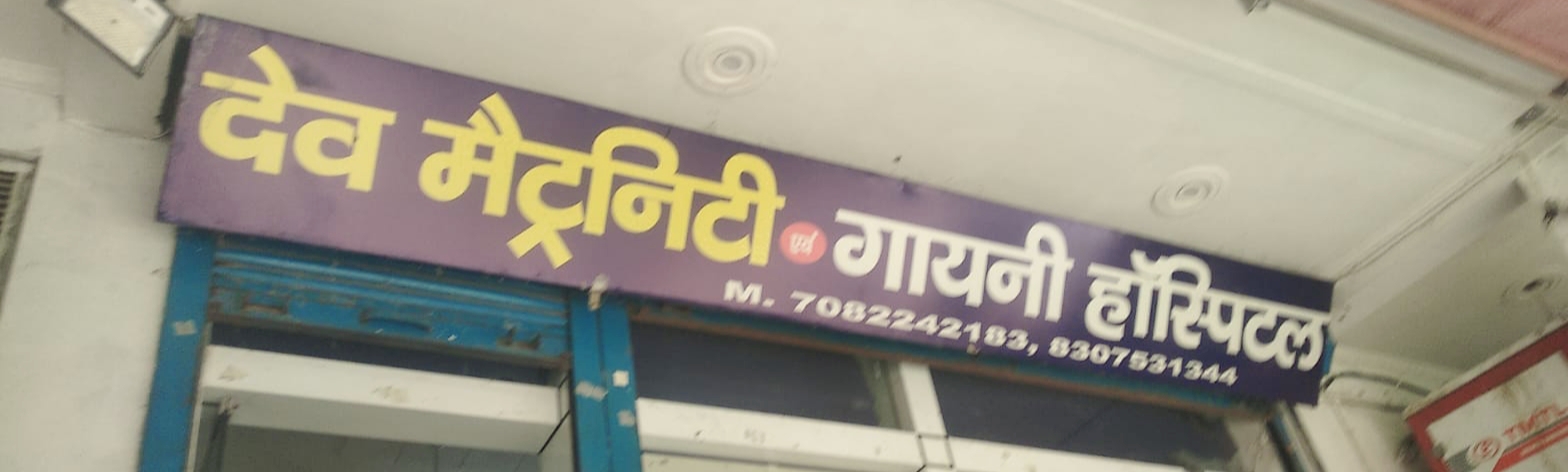 देव मैट्रनिटी एवं गायनी हॉस्पिटल
M. 7082242183, 8307531344